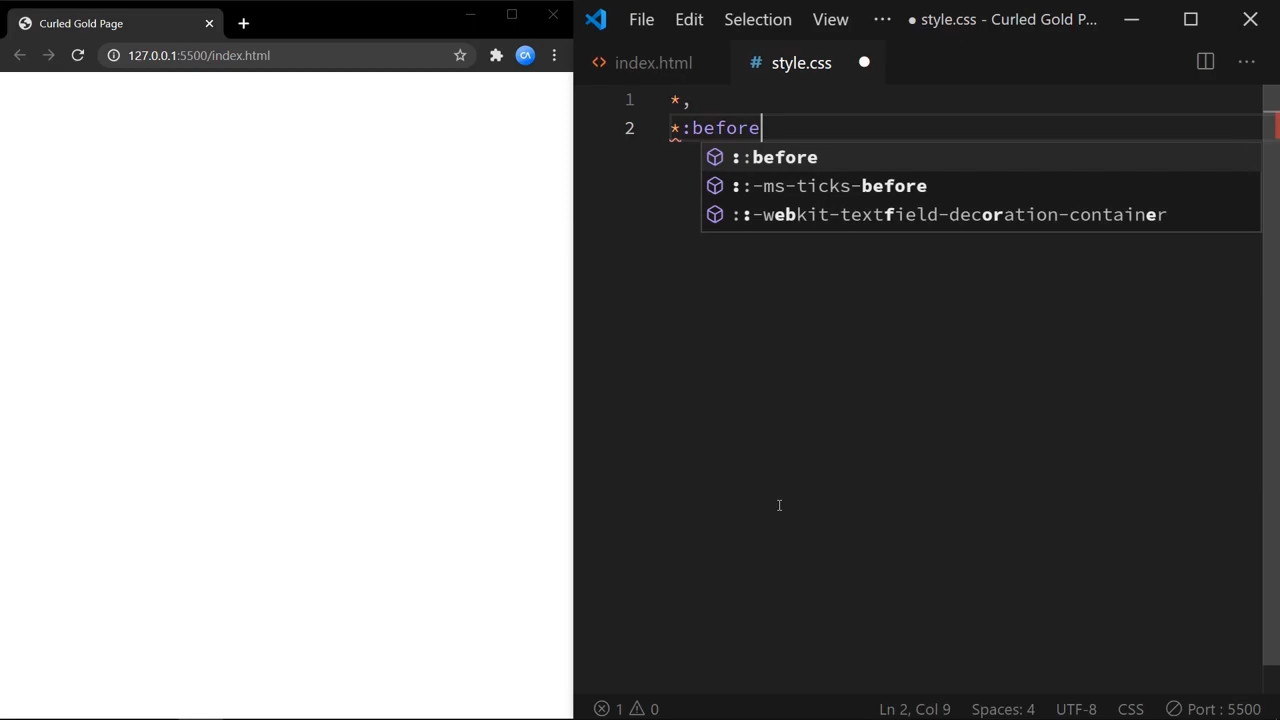 Curled Gold Page
127.0.0.1:5500/index.html
File Edit Selection View ··· ● style.css - Curled Gold P...
<> index.html # style.css
1 *,
2 *:before
::before
::-ms-ticks-before
::-webkit-textfield-decoration-container
1 0 Ln 2, Col 9 Spaces: 4 UTF-8 CSS Port : 5500